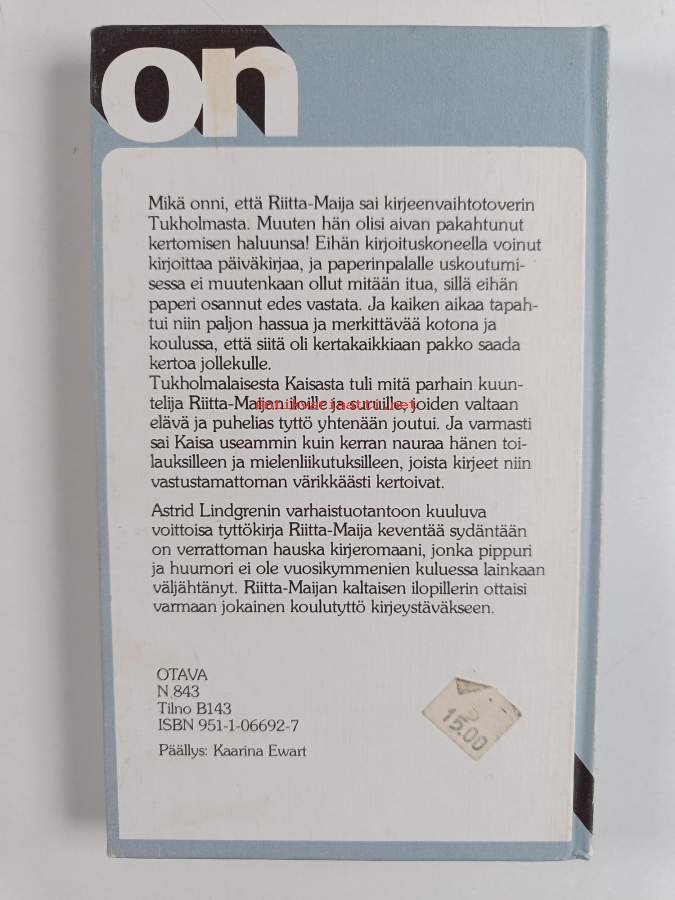 on
Mikä onni, että Riitta-Maija sai kirjeenvaihtotoverin
Tukholmasta. Muuten hän olisi aivan pakahtunut
kertomisen haluunsa! Eihän kirjoituskoneella voinut
kirjoittaa päiväkirjaa, ja paperinpalalle uskoutumi-
sessa ei muutenkaan ollut mitään itua, sillä eihän
paperi osannut edes vastata. Ja kaiken aikaa tapah-
tui niin paljon hassua ja merkittävää kotona ja
koulussa, että siitä oli kertakaikkiaan pakko saada
kertoa jollekulle.
Tukholmalaisesta Kaisasta tuli mitä parhain kuun-
telija Riitta-Maijan iloille ja suruille, joiden valtaan
antikvariaatti.net
elävä ja puhelias tyttö yhtenään joutui. Ja varmasti
sai Kaisa useammin kuin kerran nauraa hänen toi-
lauksilleen ja mielenliikutuksilleen, joista kirjeet niin
vastustamattoman värikkäästi kertoivat.
Astrid Lindgrenin varhaistuotantoon kuuluva
voittoisa tyttökirja Riitta-Maija keventää sydäntään
on verrattoman hauska kirjeromaani, jonka pippuri
ja huumori ei ole vuosikymmenien kuluessa lainkaan
väljähtänyt. Riitta-Maijan kaltaisen ilopillerin ottaisi
varmaan jokainen koulutyttö kirjeystäväkseen.
OTAVA
N 843
Tilno B143
ISBN 951-1-06692-7
Päällys: Kaarina Ewart
15.00